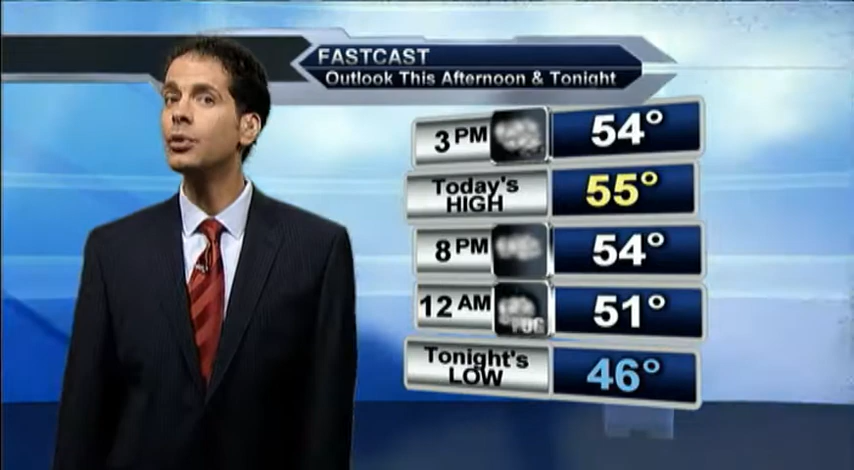 FASTCAST
Outlook This Afternoon & Tonight
3 PM 54°
Today's
HIGH
55°
8 PM 54°
12 AM FOG 51°
Tonight's
LOW
46°